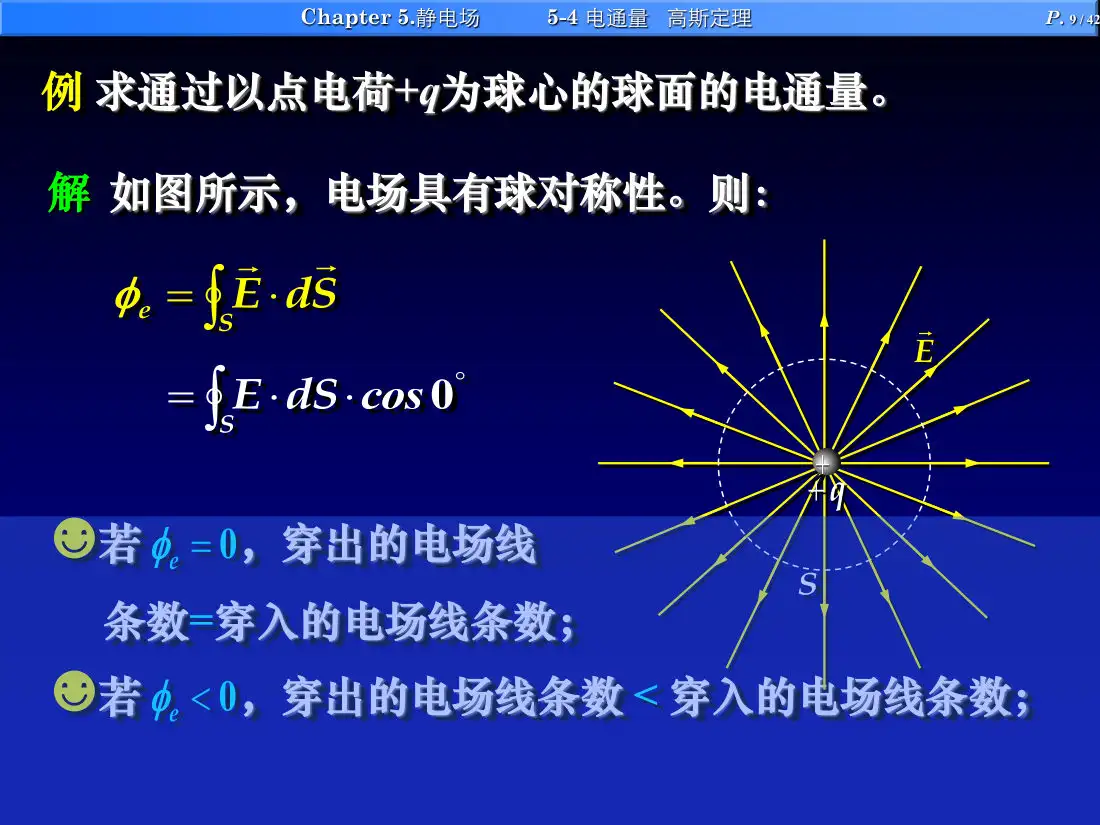 Chapter 5.静电场 5-4 电通量 高斯定理 P. 9 / 42
例 求通过以点电荷+q为球心的球面的电通量。
解 如图所示，电场具有球对称性。则：
ϕₑ = ∮_S E⃗ · dS⃗
= ∮_S E · dS · cos 0°
E⃗
+
+q
S
若 ϕₑ = 0，穿出的电场线
条数=穿入的电场线条数；
若 ϕₑ < 0，穿出的电场线条数 < 穿入的电场线条数；